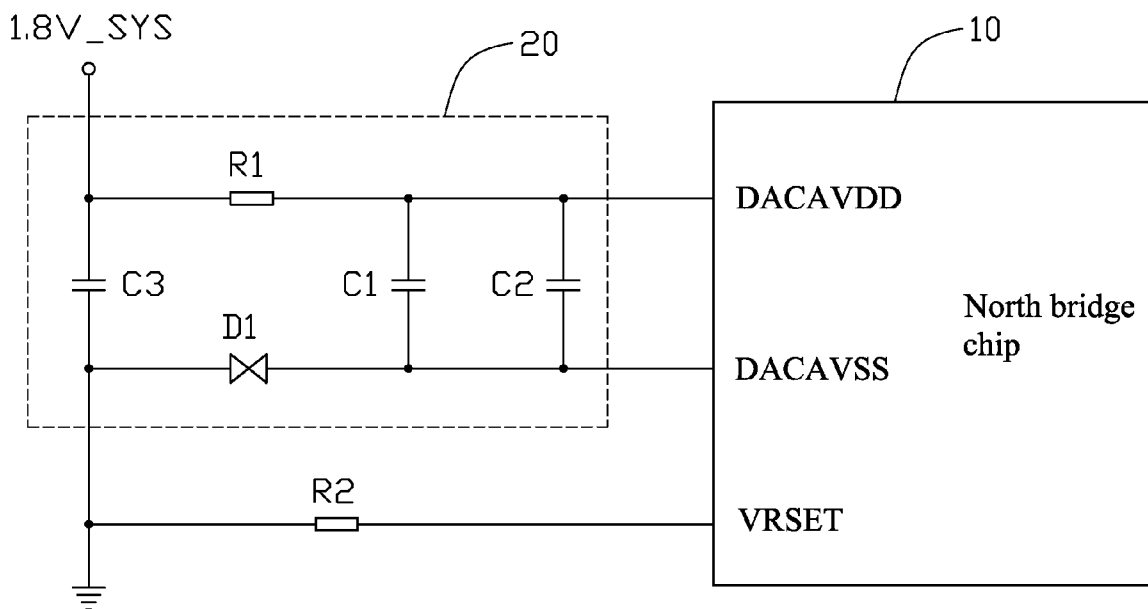 1.8V_SYS
20
10
R1
DACAVDD
C3
C1
C2
North bridge
chip
D1
DACAVSS
R2
VRSET